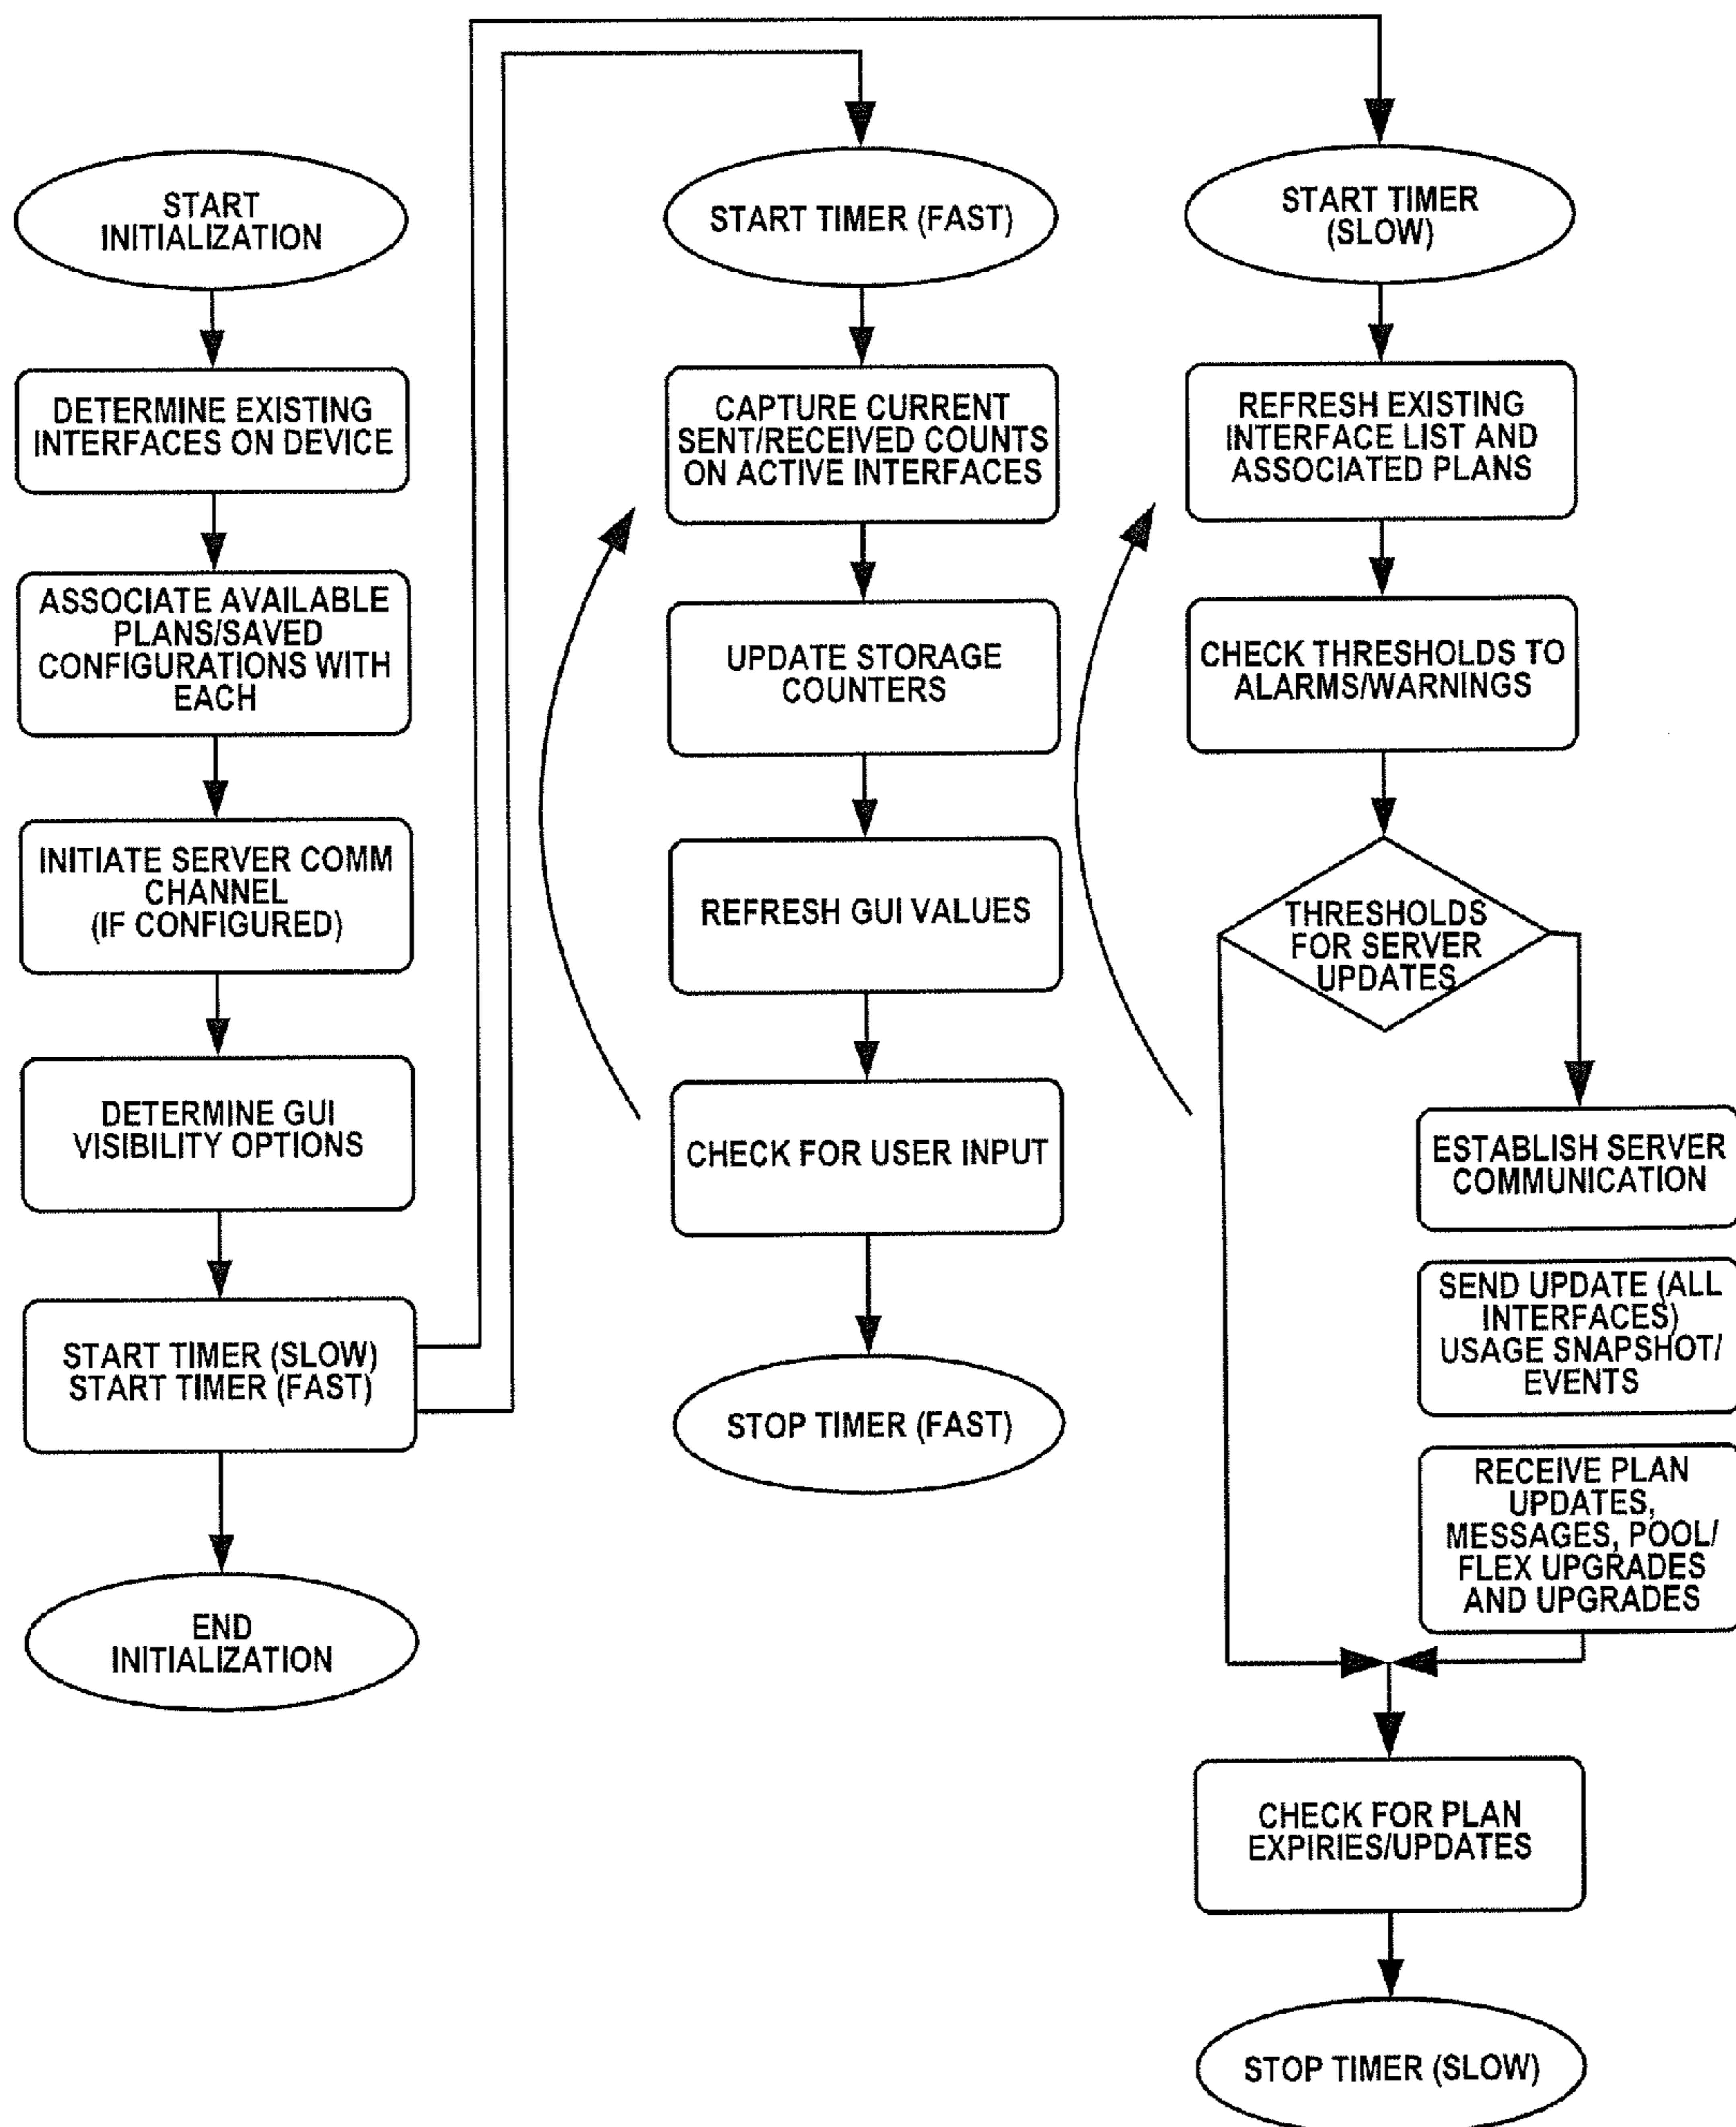 START
INITIALIZATION
DETERMINE EXISTING
INTERFACES ON DEVICE
ASSOCIATE AVAILABLE
PLANS/SAVED
CONFIGURATIONS WITH
EACH
INITIATE SERVER COMM
CHANNEL
(IF CONFIGURED)
DETERMINE GUI
VISIBILITY OPTIONS
START TIMER (SLOW)
START TIMER (FAST)
END
INITIALIZATION
START TIMER (FAST)
CAPTURE CURRENT
SENT/RECEIVED COUNTS
ON ACTIVE INTERFACES
UPDATE STORAGE
COUNTERS
REFRESH GUI VALUES
CHECK FOR USER INPUT
STOP TIMER (FAST)
START TIMER
(SLOW)
REFRESH EXISTING
INTERFACE LIST AND
ASSOCIATED PLANS
CHECK THRESHOLDS TO
ALARMS/WARNINGS
THRESHOLDS
FOR SERVER
UPDATES
ESTABLISH SERVER
COMMUNICATION
SEND UPDATE (ALL
INTERFACES)
USAGE SNAPSHOT/
EVENTS
RECEIVE PLAN
UPDATES,
MESSAGES, POOL/
FLEX UPGRADES
AND UPGRADES
CHECK FOR PLAN
EXPIRIES/UPDATES
STOP TIMER (SLOW)